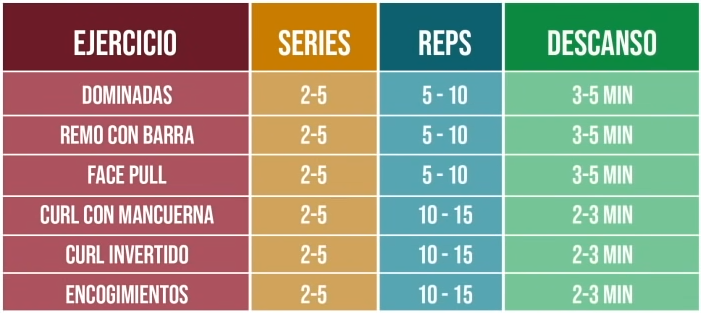 EJERCICIO SERIES REPS DESCANSO
DOMINADAS 2-5 5 - 10 3-5 MIN
REMO CON BARRA 2-5 5 - 10 3-5 MIN
FACE PULL 2-5 5 - 10 3-5 MIN
CURL CON MANCUERNA 2-5 10 - 15 2-3 MIN
CURL INVERTIDO 2-5 10 - 15 2-3 MIN
ENCOGIMIENTOS 2-5 10 - 15 2-3 MIN